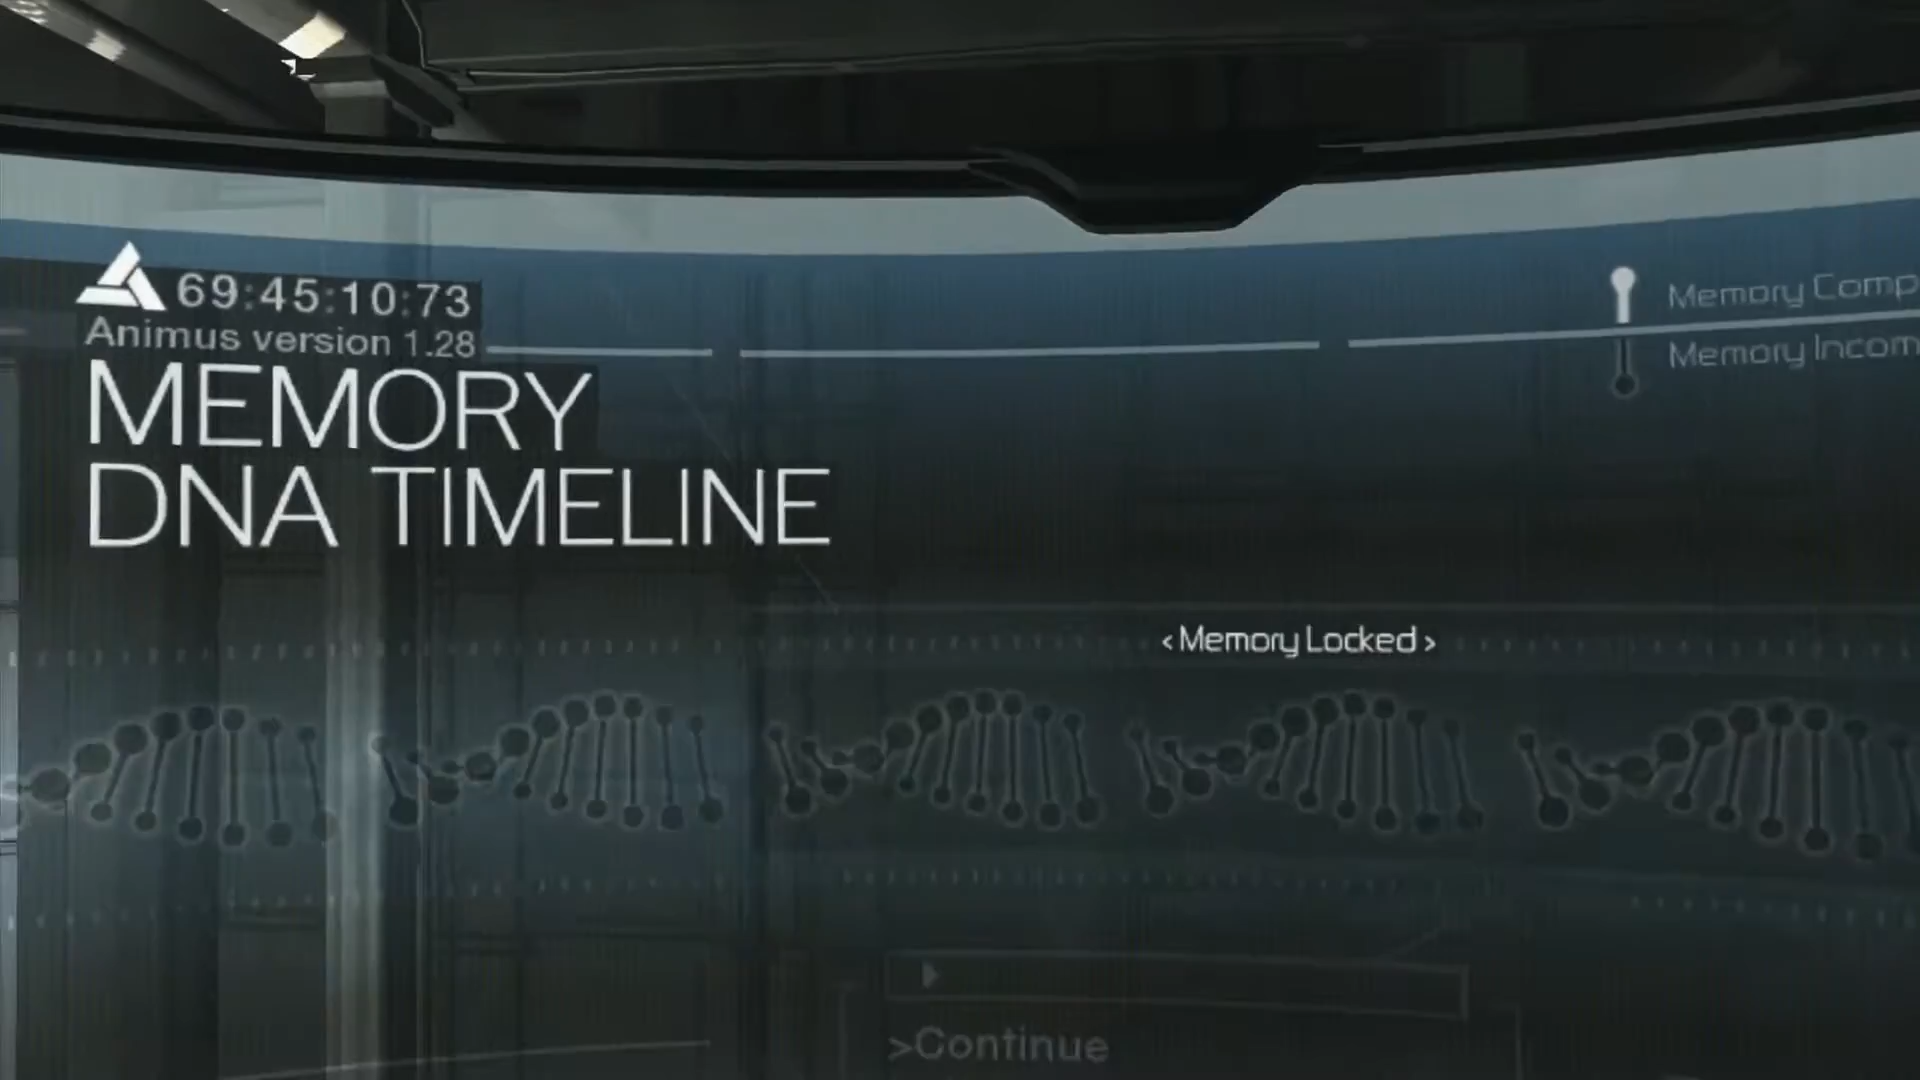 69:45:10:73
Animus version 1.28
MEMORY
DNA TIMELINE
Memory Comp
Memory Incom
<Memory Locked>
>Continue